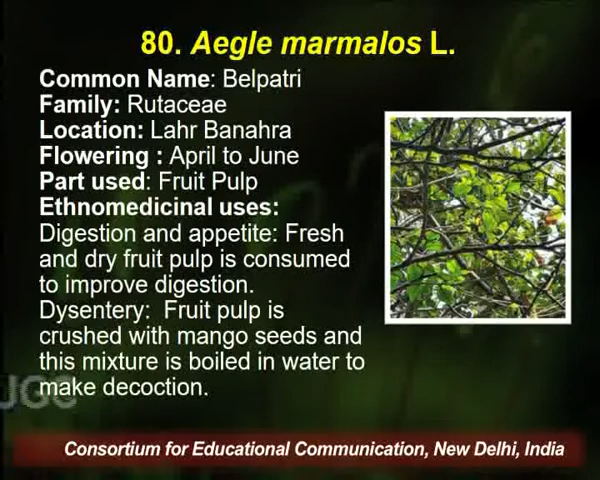 80. Aegle marmalos L.
Common Name: Belpatri
Family: Rutaceae
Location: Lahr Banahra
Flowering : April to June
Part used: Fruit Pulp
Ethnomedicinal uses:
Digestion and appetite: Fresh
and dry fruit pulp is consumed
to improve digestion.
Dysentery: Fruit pulp is
crushed with mango seeds and
this mixture is boiled in water to
make decoction.
Consortium for Educational Communication, New Delhi, India